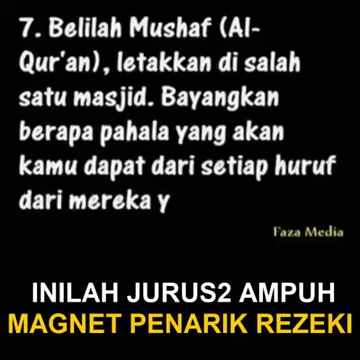 7. Belilah Mushaf (Al-
Qur'an), letakkan di salah
satu masjid. Bayangkan
berapa pahala yang akan
kamu dapat dari setiap huruf
dari mereka y
Faza Media
INILAH JURUS2 AMPUH
MAGNET PENARIK REZEKI